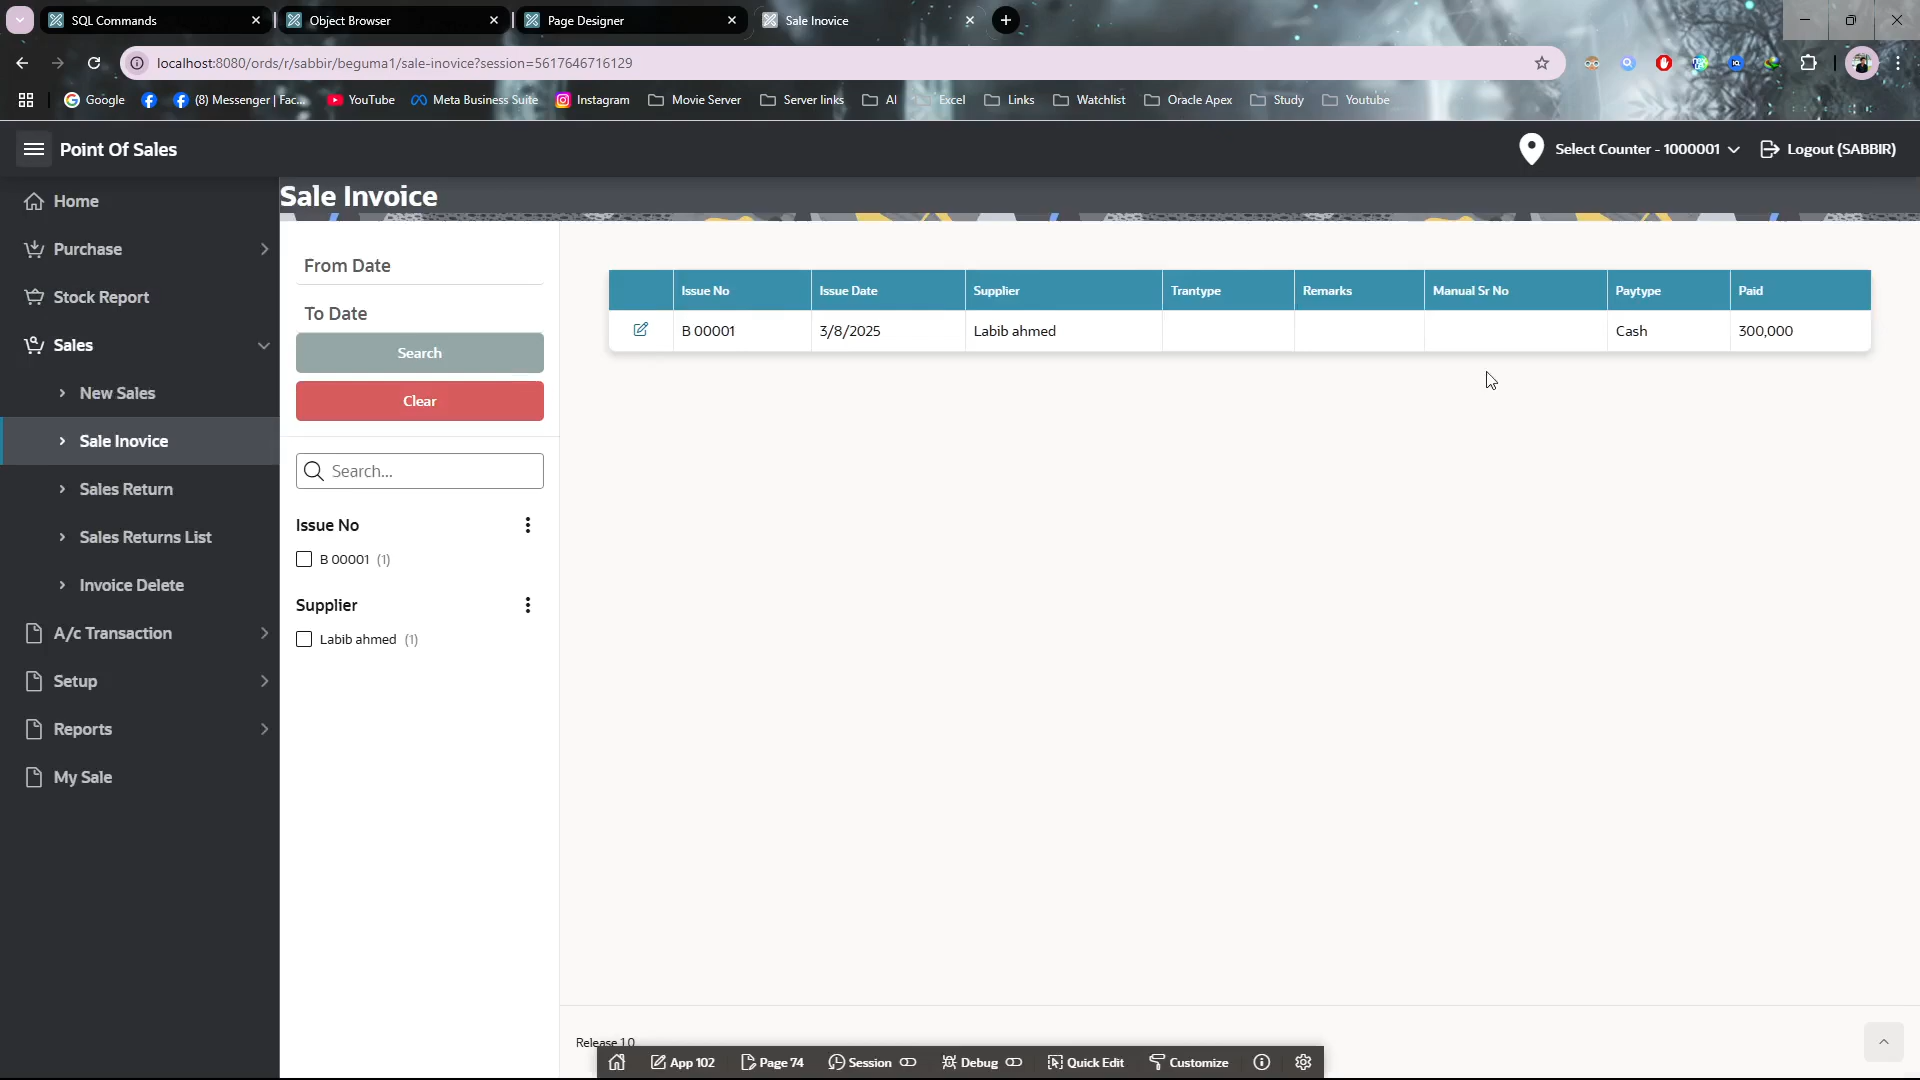 SQL Commands
Object Browser
Page Designer
Sale Inovice
localhost:8080/ords/r/sabbir/beguma1/sale-inovice?session=5617646716129
Google
(8) Messenger | Fac...
YouTube
Meta Business Suite
Instagram
Movie Server
Server links
AI
Excel
Links
Watchlist
Oracle Apex
Study
Youtube
Point Of Sales
Select Counter - 1000001
Logout (SABBIR)
Home
Purchase
Stock Report
Sales
New Sales
Sale Inovice
Sales Return
Sales Returns List
Invoice Delete
A/c Transaction
Setup
Reports
My Sale
Sale Invoice
From Date
To Date
Search
Clear
Search...
Issue No
B 00001 (1)
Supplier
Labib ahmed (1)
Issue No Issue Date Supplier Trantype Remarks Manual Sr No Paytype Paid
B 00001 3/8/2025 Labib ahmed Cash 300,000
Release 1.0
App 102
Page 74
Session
Debug
Quick Edit
Customize